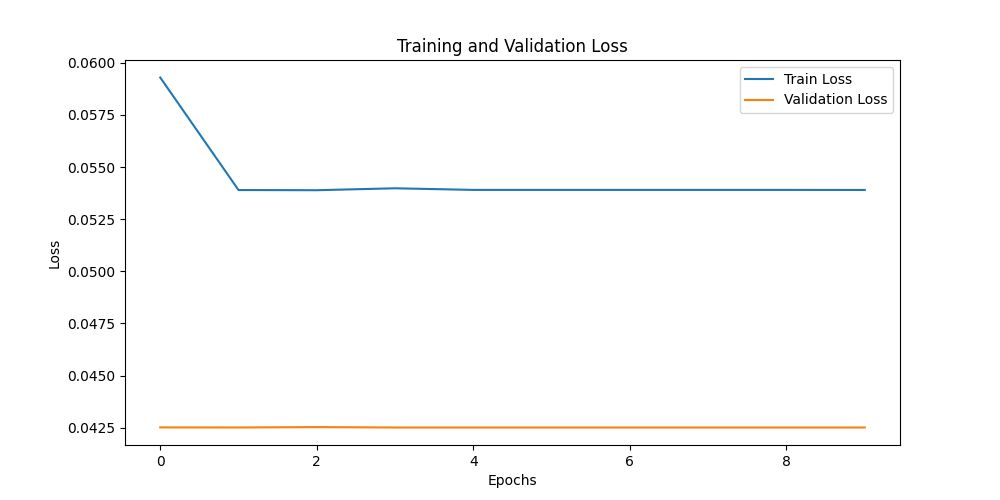 Training and Validation Loss
0.0600
0.0575
0.0550
0.0525
0.0500
0.0475
0.0450
0.0425
Loss
Train Loss
Validation Loss
0 2 4 6 8
Epochs